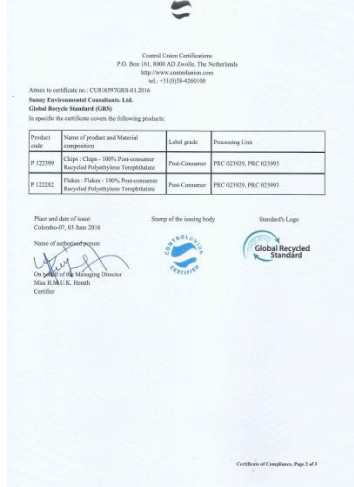 Control Union Certifications
P.O. Box 161, 8000 AD Zwolle, The Netherlands
http://www.controlunion.com
tel.: +31(0)38-4260100
Annex to certificate no.: CU816397GRS-01.2016
Sunny Environmental Consultants. Ltd.
Global Recycle Standard (GRS)
In specific the certificate covers the following products:
Product code
Name of product and Material composition
Label grade
Processing Unit
P 122399
Chips : Chips - 100% Post-consumer
Recycled Polyethylene Terephthalate
Post-Consumer
PRC 023929, PRC 023993
P 122282
Flakes : Flakes - 100% Post-consumer
Recycled Polyethylene Terephthalate
Post-Consumer
PRC 023929, PRC 023993
Place and date of issue:
Colombo-07, 03 June 2016
Stamp of the issuing body
Standard's Logo
Name of authorised person
CONTROLUNION
CERTIFIED
Global Recycled
Standard
On behalf of the Managing Director
Miss H.M.U.K. Herath
Certifier
Certificate of Compliance, Page 2 of 3